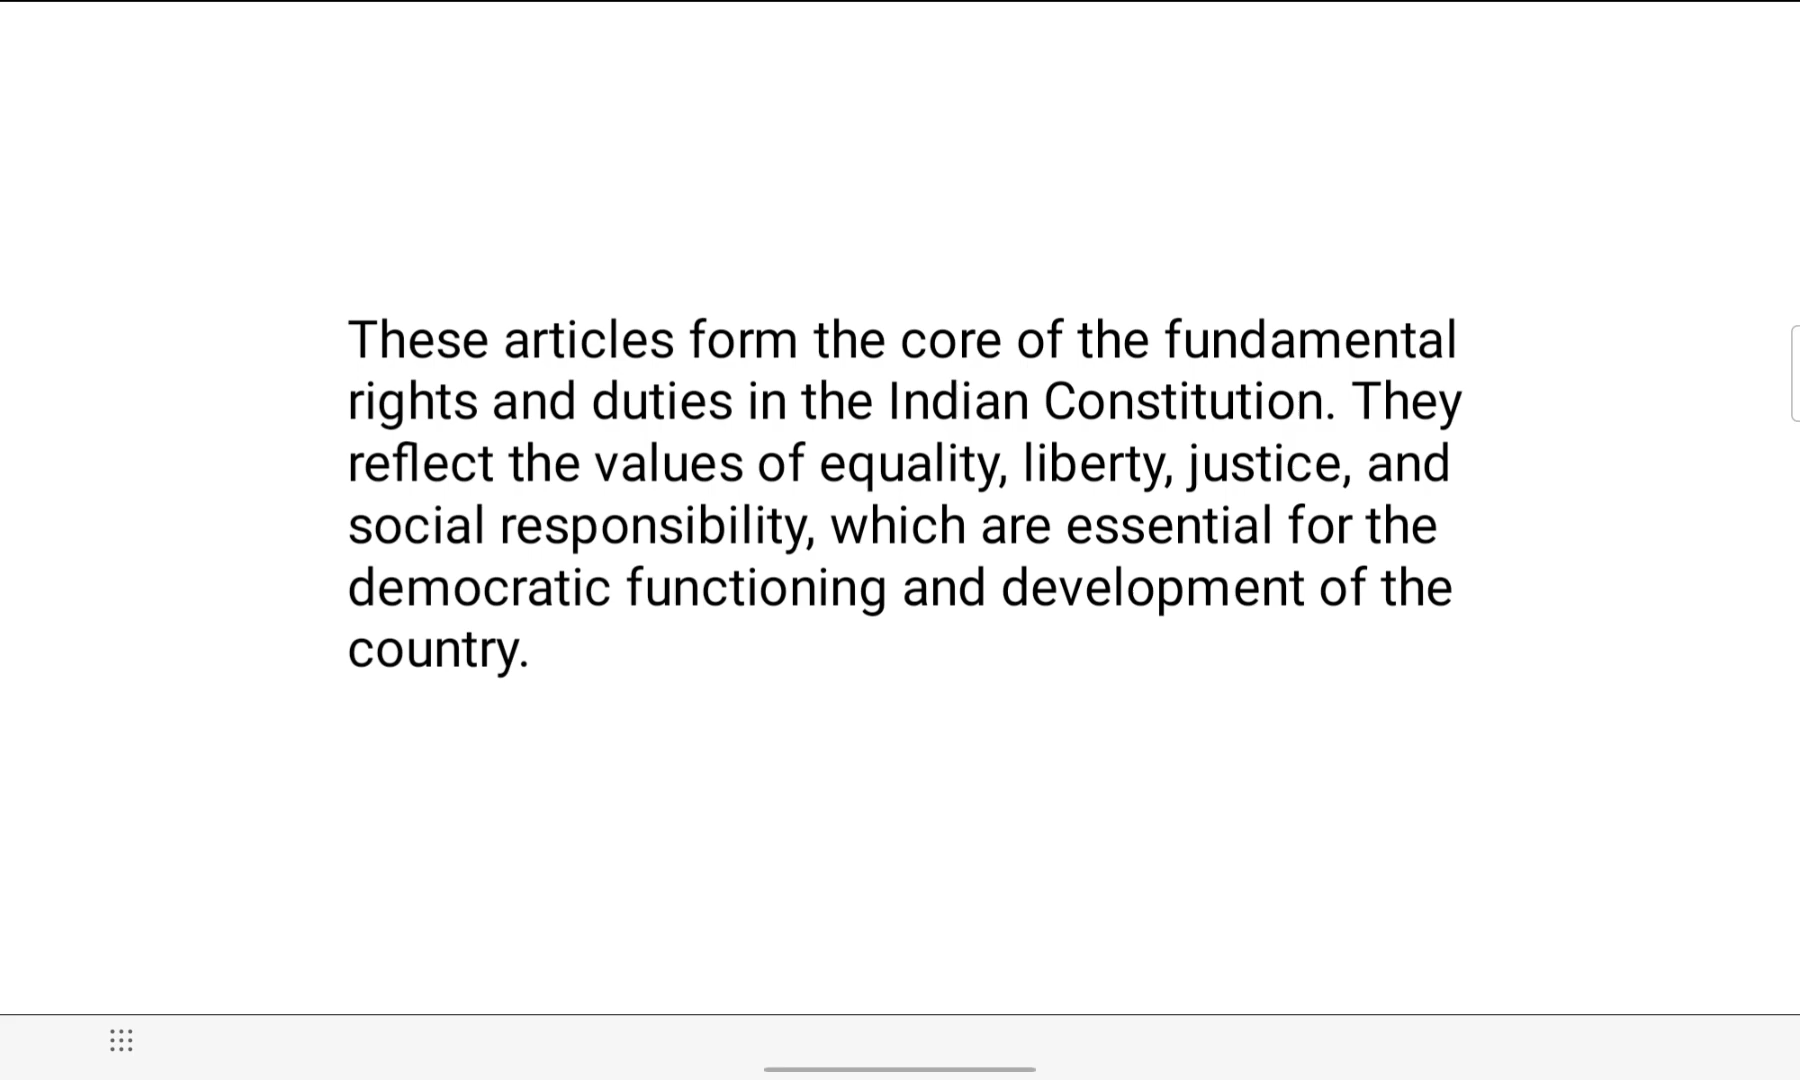 These articles form the core of the fundamental
rights and duties in the Indian Constitution. They
reflect the values of equality, liberty, justice, and
social responsibility, which are essential for the
democratic functioning and development of the
country.